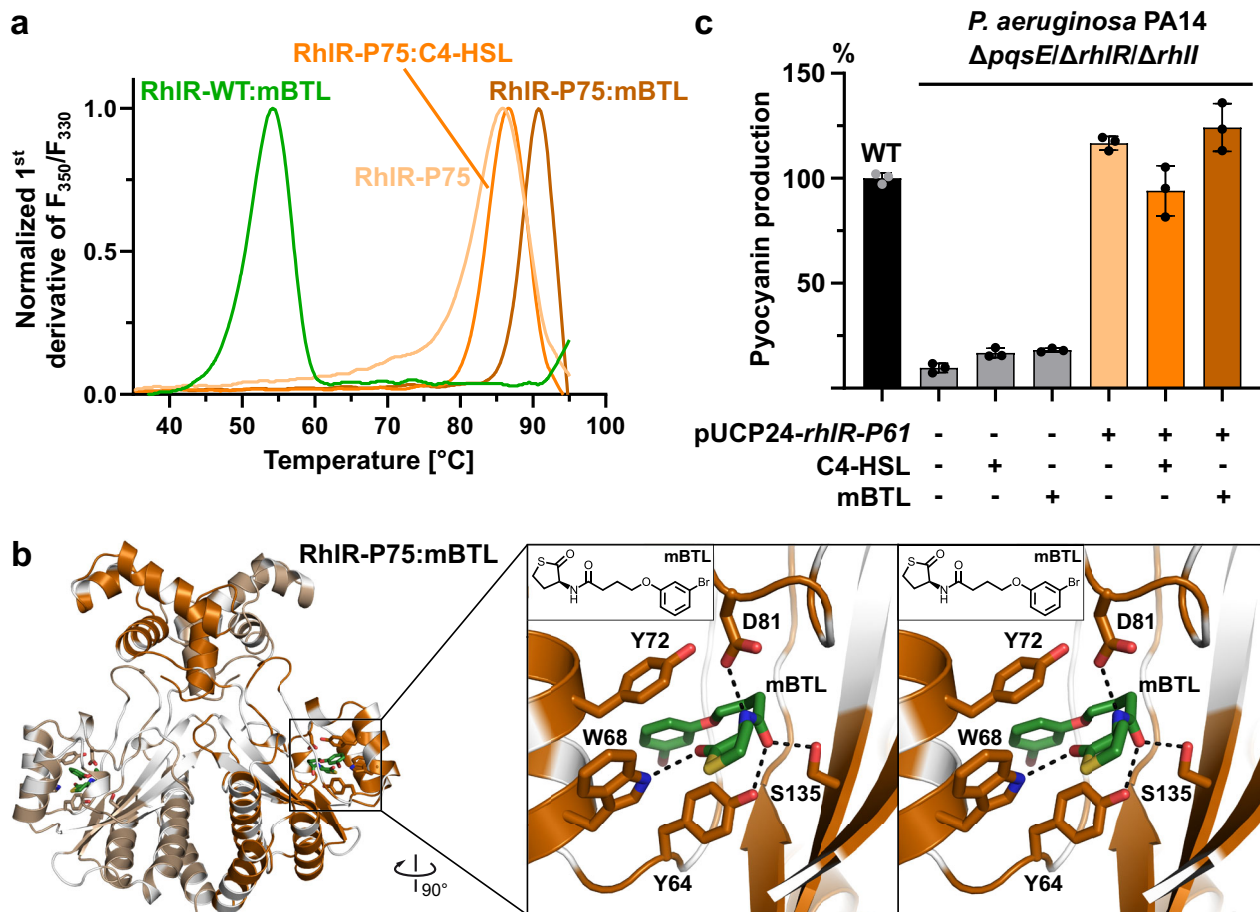 a
RhlR-P75:C4-HSL
RhlR-WT:mBTL
RhlR-P75:mBTL
RhlR-P75
Normalized 1st
derivative of F350/F330
1.0
0.5
0.0
40 50 60 70 80 90 100
Temperature [°C]
c
P. aeruginosa PA14
ΔpqsE/ΔrhlR/ΔrhlI
%
150
100
50
Pyocyanin production
WT
pUCP24-rhlR-P61 - - - - + + +
C4-HSL - - + - - + -
mBTL - - - + - - +
b
RhlR-P75:mBTL
90°
mBTL
S
O
O
N
H
O
Br
D81
Y72
mBTL
W68
S135
Y64
mBTL
S
O
O
N
H
O
Br
D81
Y72
mBTL
W68
S135
Y64